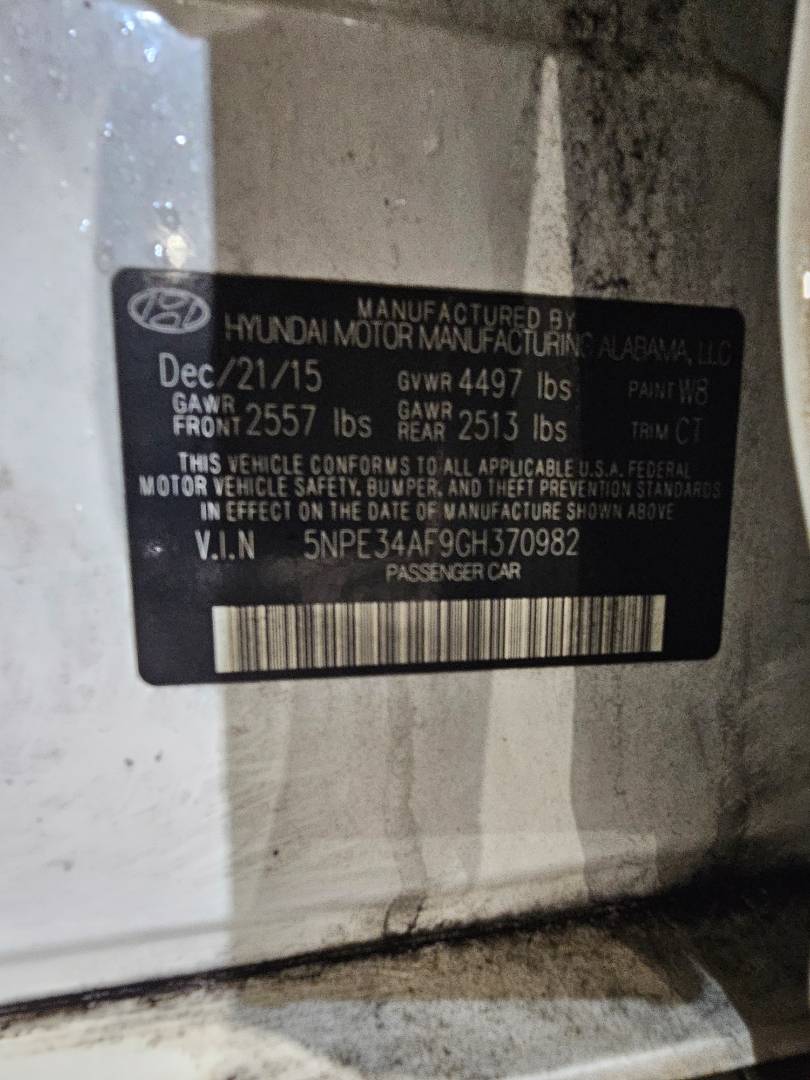 MANUFACTURED BY
HYUNDAI MOTOR MANUFACTURING ALABAMA, LLC
Dec/21/15 GVWR 4497 lbs PAINT W8
GAWR FRONT 2557 lbs GAWR REAR 2513 lbs TRIM CT
THIS VEHICLE CONFORMS TO ALL APPLICABLE U.S.A. FEDERAL
MOTOR VEHICLE SAFETY, BUMPER, AND THEFT PREVENTION STANDARDS
IN EFFECT ON THE DATE OF MANUFACTURE SHOWN ABOVE
V.I.N 5NPE34AF9GH370982
PASSENGER CAR